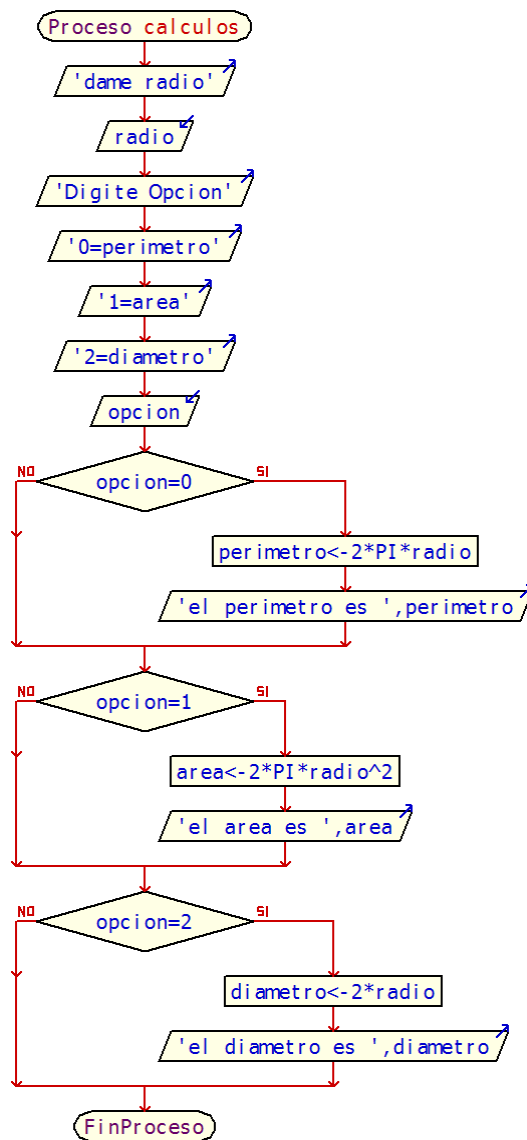 Proceso calculos
'dame radio'
radio
'Digite Opcion'
'0=perimetro'
'1=area'
'2=diametro'
opcion
NO
SI
opcion=0
perimetro<-2*PI*radio
'el perimetro es ',perimetro
NO
SI
opcion=1
area<-2*PI*radio^2
'el area es ',area
NO
SI
opcion=2
diametro<-2*radio
'el diametro es ',diametro
FinProceso